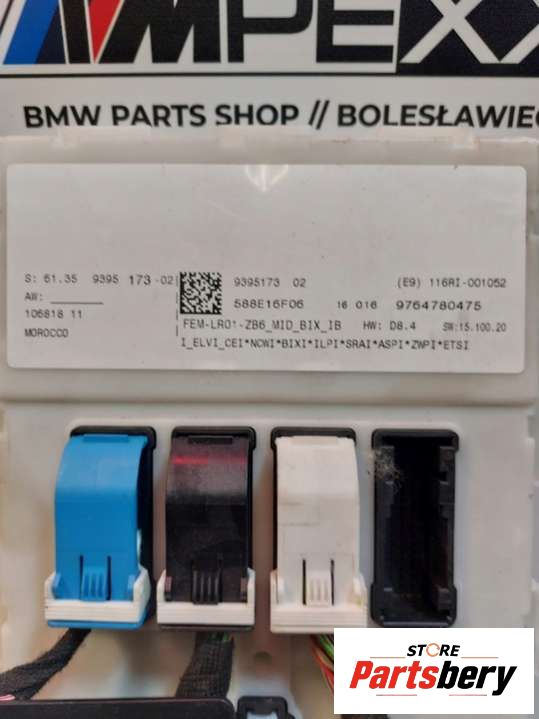 MPEXX
BMW PARTS SHOP // BOLESŁAWIEC
S: 61.35 9395 173-02
9395173 02
(E9) 116RI-001052
AW:
588E16F06 16 016 9764780475
106818 11
FEM-LR01-ZB6_MID_BIX_IB HW: D8.4 SW:15.100.20
MOROCCO
I_ELVI_CEI*NCWI*BIXI*ILPI*SRAI*ASPI*ZWPI*ETSI
STORE
Partsbery